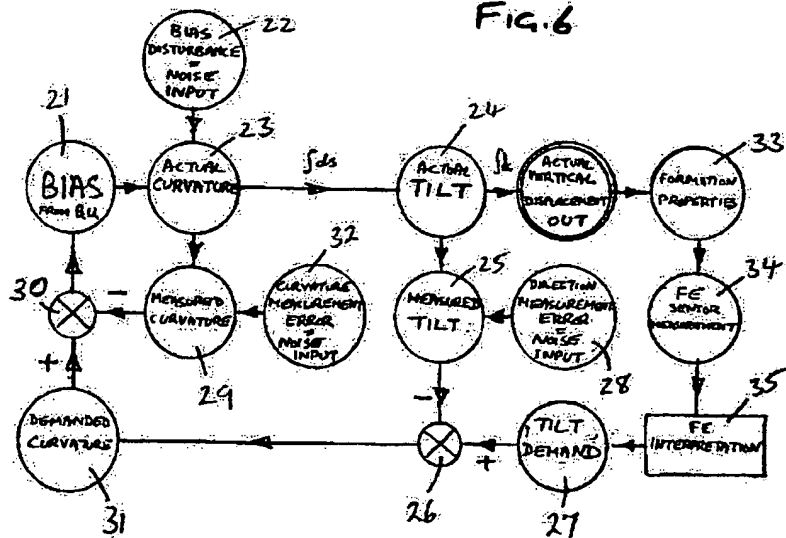 FIG.6
22
BIAS
DISTURBANCE
=
NOISE
INPUT
21
BIAS
FROM
23
ACTUAL
CURVATURE
∫ds
24
ACTUAL
TILT
ACTUAL
VERTICAL
DISPLACEMENT
OUT
33
FORMATION
PROPERTIES
30
-
+
MEASURED
CURVATURE
29
32
CURVATURE
MEASUREMENT
ERROR
=
NOISE
INPUT
25
MEASURED
TILT
DIRECTION
MEASUREMENT
ERROR
=
NOISE
INPUT
28
34
FE
SENSOR
MEASUREMENT
DEMANDED
CURVATURE
31
-
+
26
TILT
DEMAND
27
35
FE
INTERPRETATION